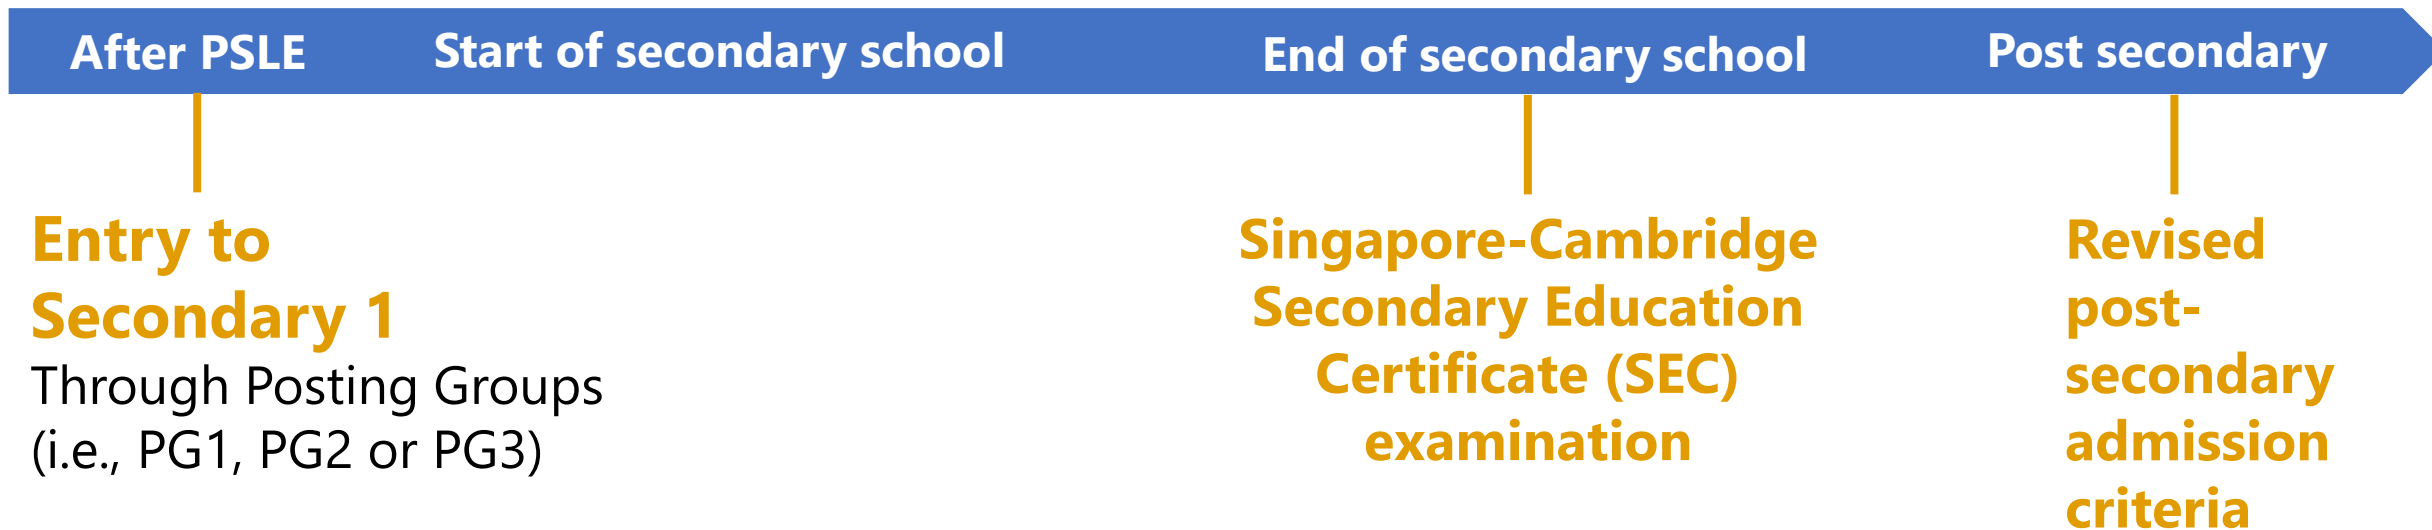 After PSLE
Start of secondary school
End of secondary school
Post secondary
Entry to
Secondary 1
Through Posting Groups
(i.e., PG1, PG2 or PG3)
Singapore-Cambridge
Secondary Education
Certificate (SEC)
examination
Revised
post-
secondary
admission
criteria